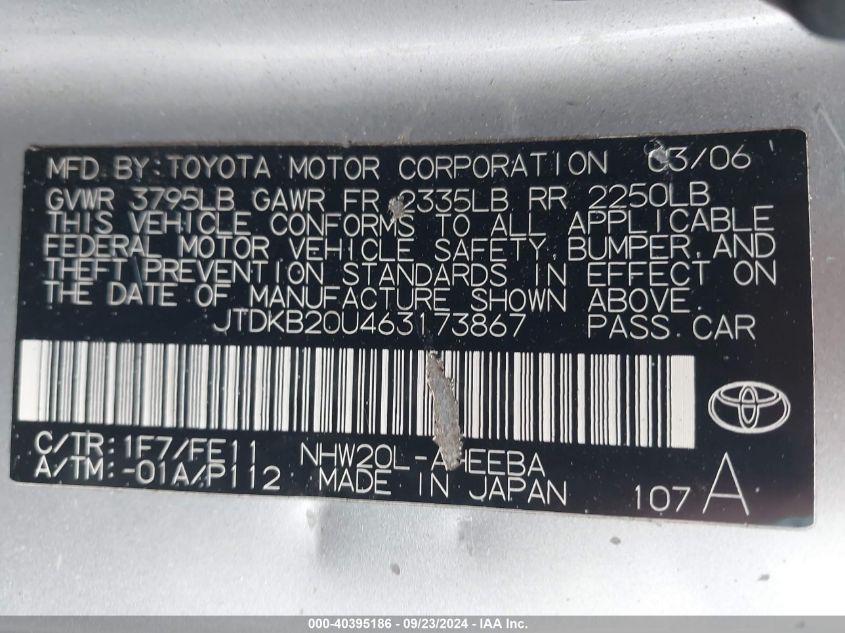 MFD. BY: TOYOTA MOTOR CORPORATION 03/06
GVWR 3795LB GAWR FR 2335LB RR 2250LB
THIS VEHICLE CONFORMS TO ALL APPLICABLE
FEDERAL MOTOR VEHICLE SAFETY, BUMPER, AND
THEFT PREVENTION STANDARDS IN EFFECT ON
THE DATE OF MANUFACTURE SHOWN ABOVE.
JTDKB20U463173867 PASS.CAR
C/TR: 1F7/FE11 NHW20L-AHEEBA
A/TM: -01A/P112 MADE IN JAPAN
107 A
000-40395186 - 09/23/2024 - IAA Inc.